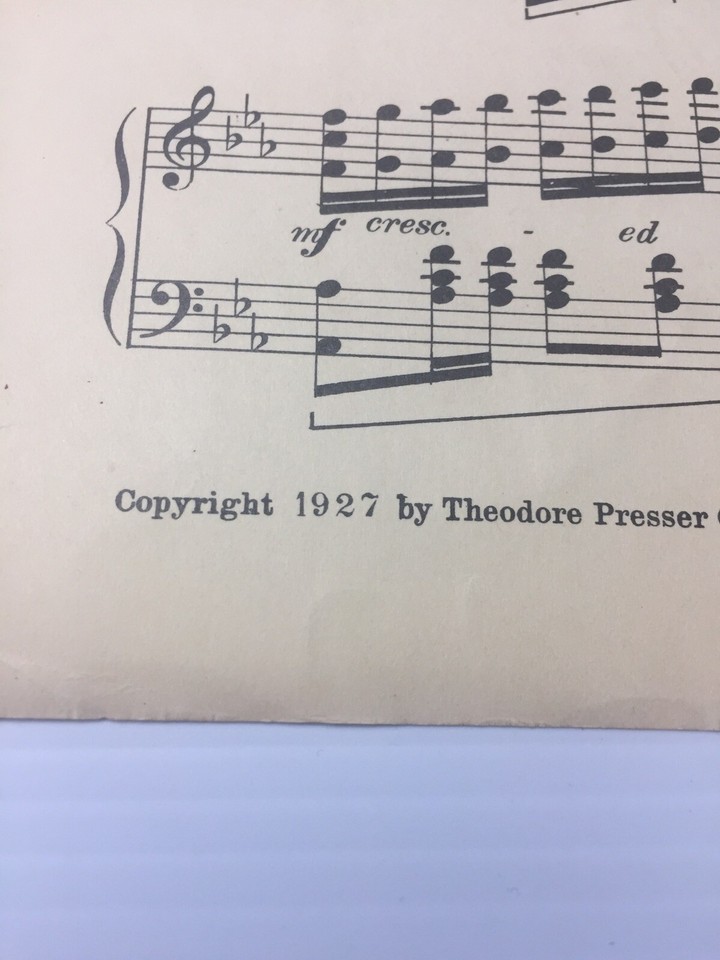 mf cresc. - ed
Copyright 1927 by Theodore Presser